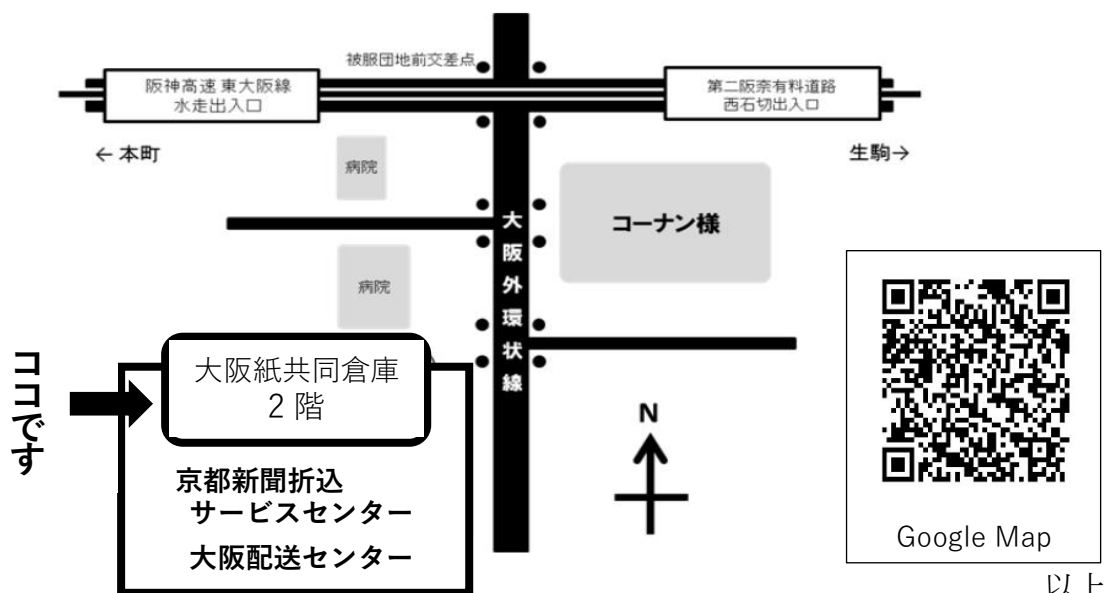 被服団地前交差点
阪神高速 東大阪線
水走出入口
第二阪奈有料道路
西石切出入口
← 本町
生駒→
病院
コーナン様
大阪外環状線
病院
ココです
大阪紙共同倉庫
2 階
N
京都新聞折込
サービスセンター
大阪配送センター
Google Map
以上